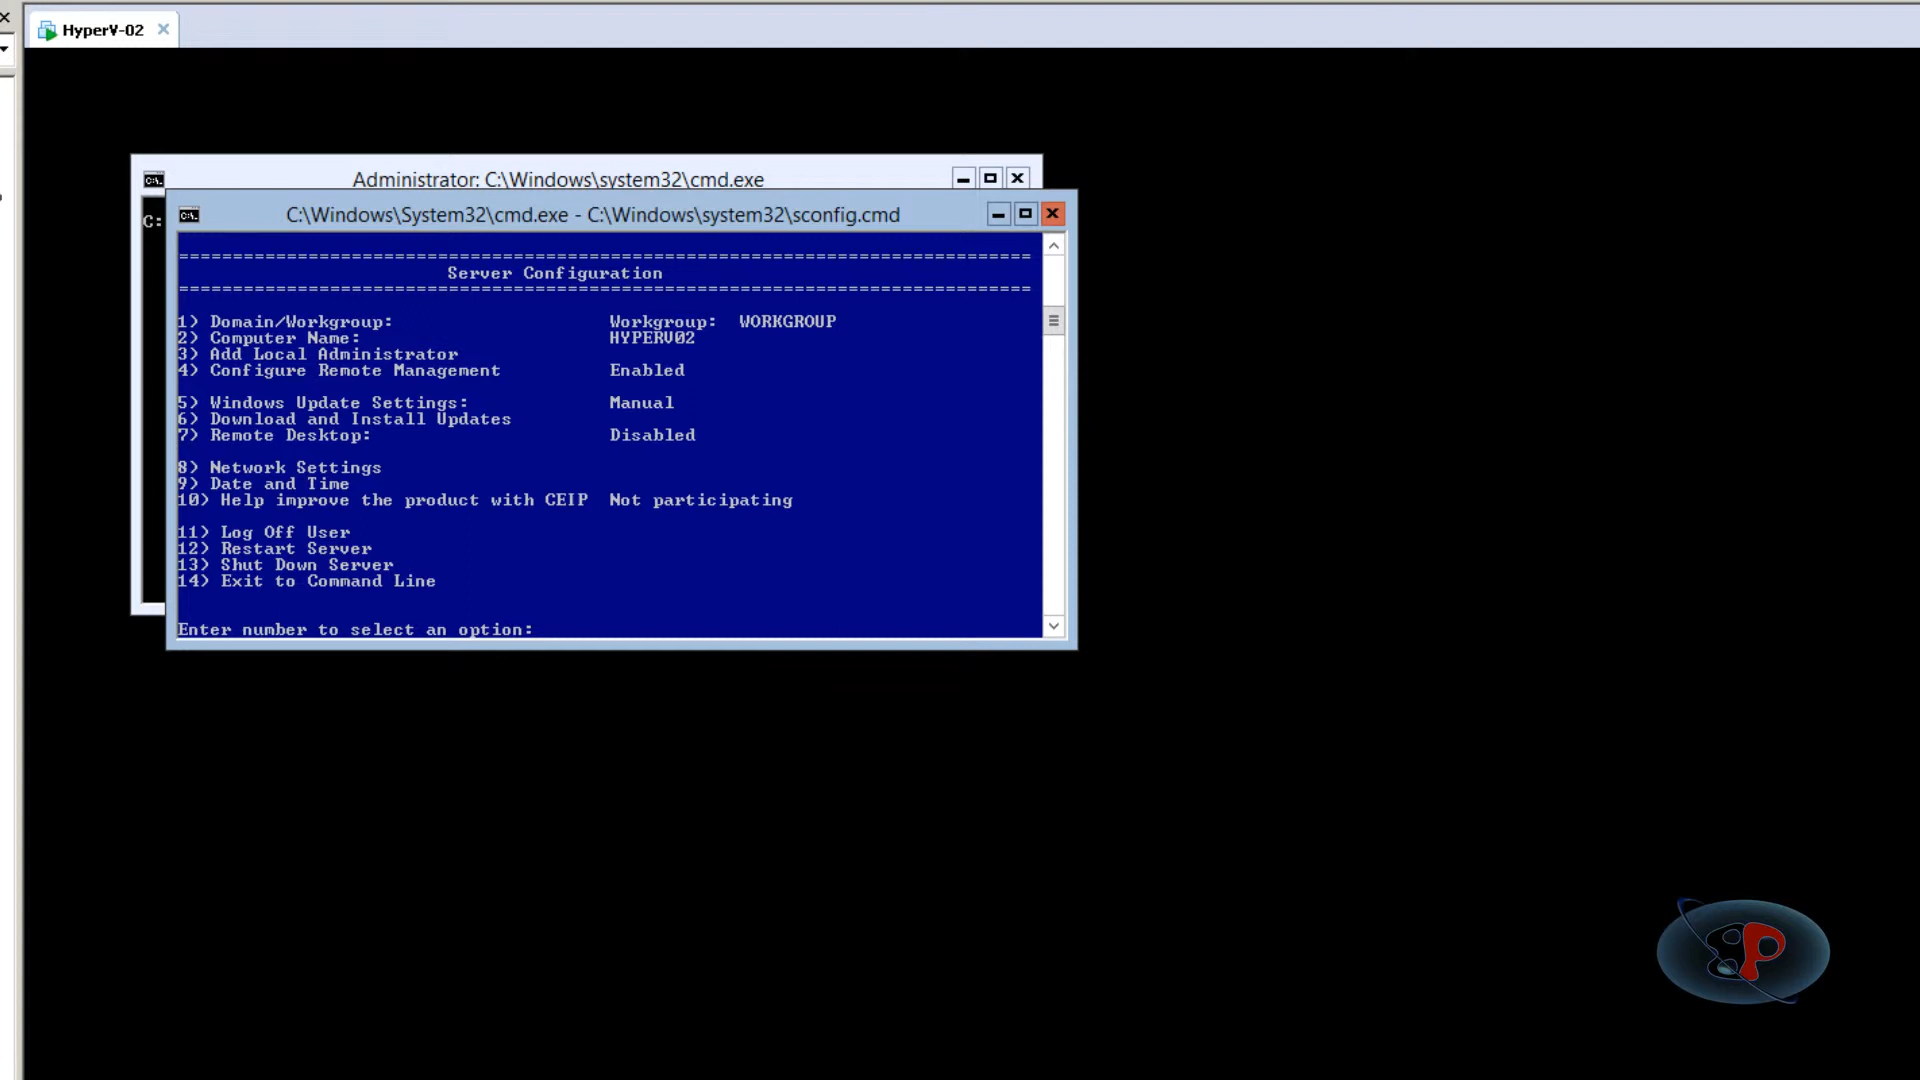 HyperV-02
Administrator: C:\Windows\system32\cmd.exe
C:
C:\Windows\System32\cmd.exe - C:\Windows\system32\sconfig.cmd
===============================================================================
Server Configuration
===============================================================================
1) Domain/Workgroup: Workgroup: WORKGROUP
2) Computer Name: HYPERV02
3) Add Local Administrator
4) Configure Remote Management Enabled
5) Windows Update Settings: Manual
6) Download and Install Updates
7) Remote Desktop: Disabled
8) Network Settings
9) Date and Time
10) Help improve the product with CEIP Not participating
11) Log Off User
12) Restart Server
13) Shut Down Server
14) Exit to Command Line
Enter number to select an option: